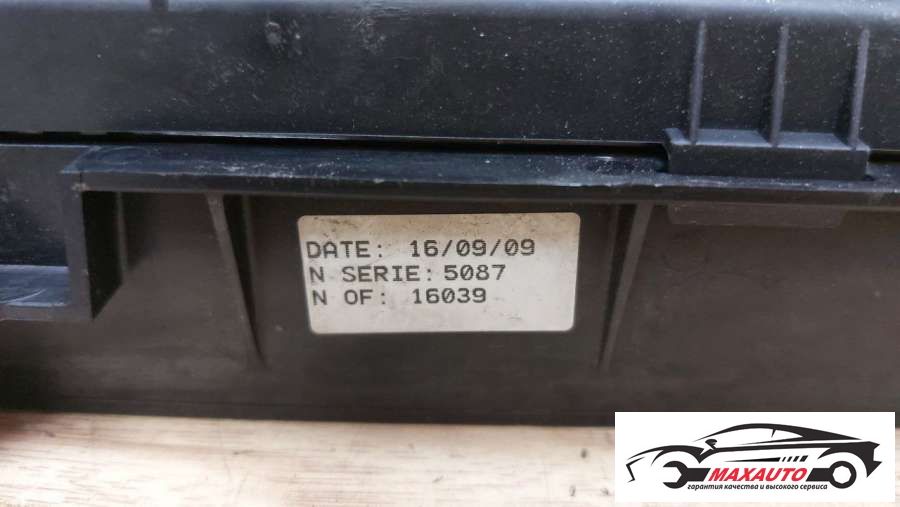 DATE: 16/09/09
N SERIE: 5087
N OF: 16039
MAXAUTO
гарантия качества и высокого сервиса